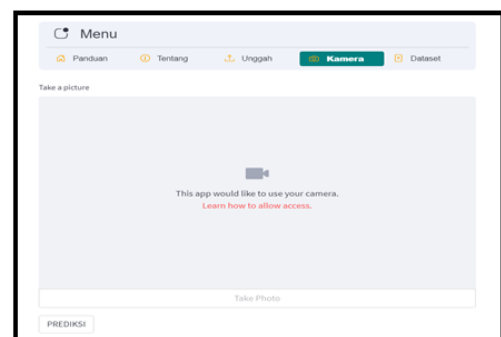 Menu
Panduan Tentang Unggah Kamera Dataset
Take a picture
This app would like to use your camera.
Learn how to allow access.
Take Photo
PREDIKSI